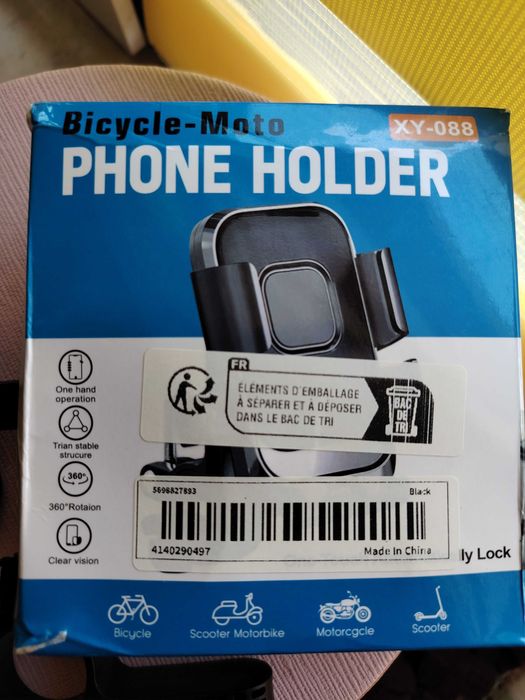 Bicycle-Moto
XY-088
PHONE HOLDER
One hand
operation
Trian stable
strucure
360°
360°Rotaion
Clear vision
FR
ÉLÉMENTS D'EMBALLAGE
À SÉPARER ET À DÉPOSER
DANS LE BAC DE TRI
BAC
DE
TRI
5698827893
Black
4140290497
Made In China
ly Lock
Bicycle
Scooter Motorbike
Motorcgcle
Scooter